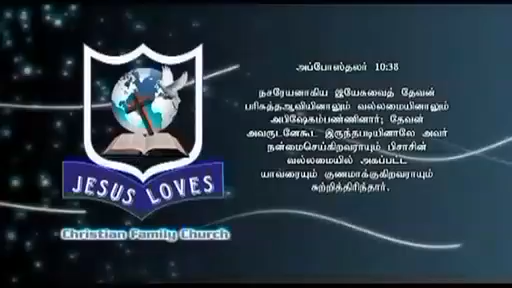 அப்போஸ்தலர் 10:38
நசரேயனாகிய இயேசுவைத் தேவன்
பரிசுத்தஆவியினாலும் வல்லமையினாலும்
அபிஷேகம்பண்ணினார்; தேவன்
அவருடனேகூட இருந்தபடியினாலே அவர்
நன்மைசெய்கிறவராயும் பிசாசின்
வல்லமையில் அகப்பட்ட
யாவரையும் குணமாக்குகிறவராயும்
சுற்றித்திரிந்தார்.
JESUS LOVES
Christian Family Church